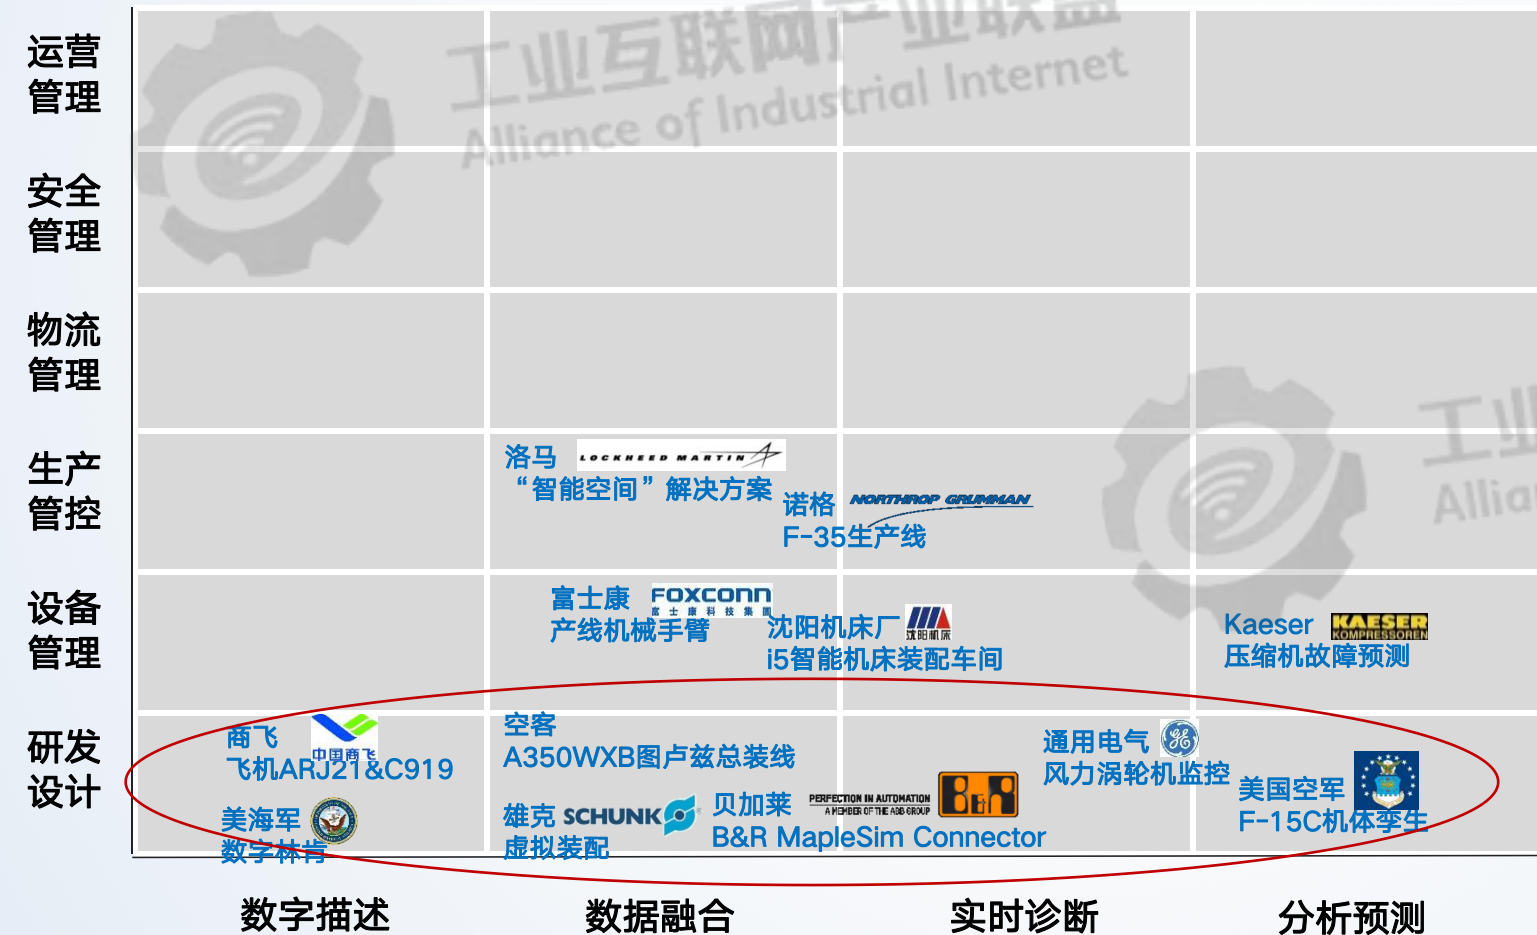 工业互联网产业联盟
Alliance of Industrial Internet
运营
管理
安全
管理
物流
管理
工业
Allia
生产
管控
洛马 LOCKHEED MARTIN
“智能空间”解决方案
诺格 NORTHROP GRUMMAN
F-35生产线
设备
管理
富士康 FOXCONN
富士康科技集团
产线机械手臂
沈阳机床厂 沈阳机床
i5智能机床装配车间
Kaeser KAESER
KOMPRESSOREN
压缩机故障预测
研发
设计
商飞 中国商飞
飞机ARJ21&C919
美海军
数字林肯
空客
A350WXB图卢兹总装线
雄克 SCHUNK
虚拟装配
贝加莱 PERFECTION IN AUTOMATION
A MEMBER OF THE ABB GROUP
B&R
B&R MapleSim Connector
通用电气 GE
风力涡轮机监控
美国空军
F-15C机体孪生
数字描述
数据融合
实时诊断
分析预测